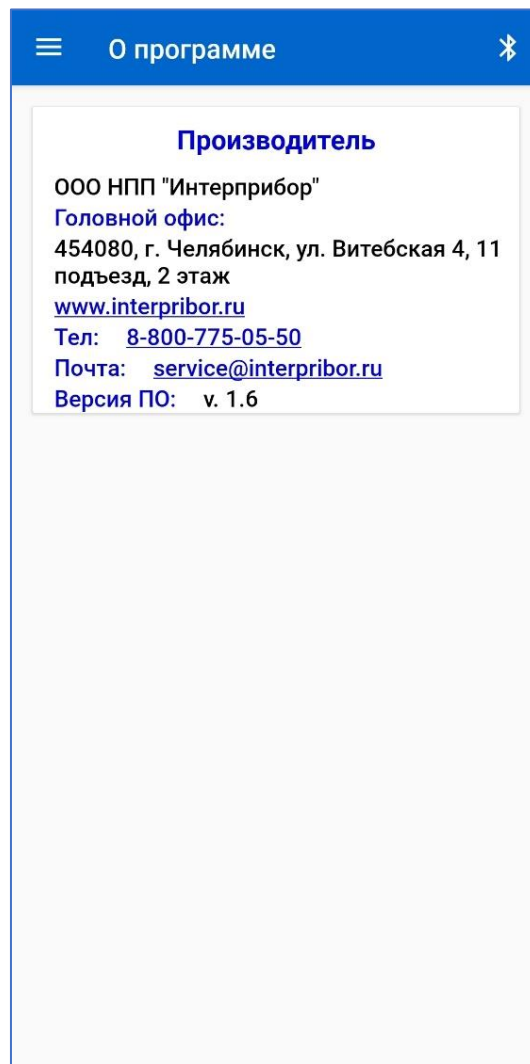 О программе
Производитель
ООО НПП "Интерприбор"
Головной офис:
454080, г. Челябинск, ул. Витебская 4, 11
подъезд, 2 этаж
www.interpribor.ru
Тел: 8-800-775-05-50
Почта: service@interpribor.ru
Версия ПО: v. 1.6